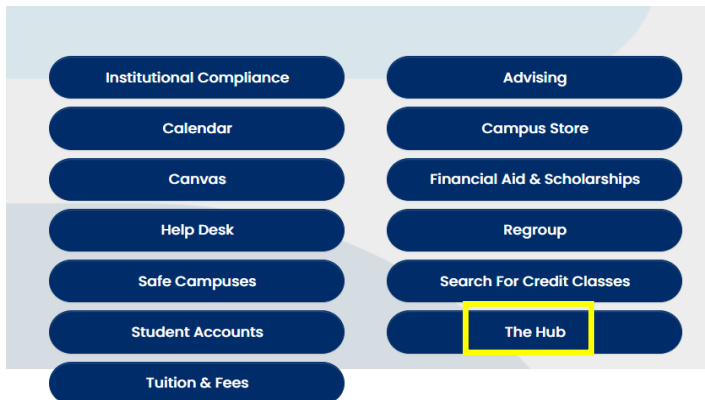 Institutional Compliance
Advising
Calendar
Campus Store
Canvas
Financial Aid & Scholarships
Help Desk
Regroup
Safe Campuses
Search For Credit Classes
Student Accounts
The Hub
Tuition & Fees